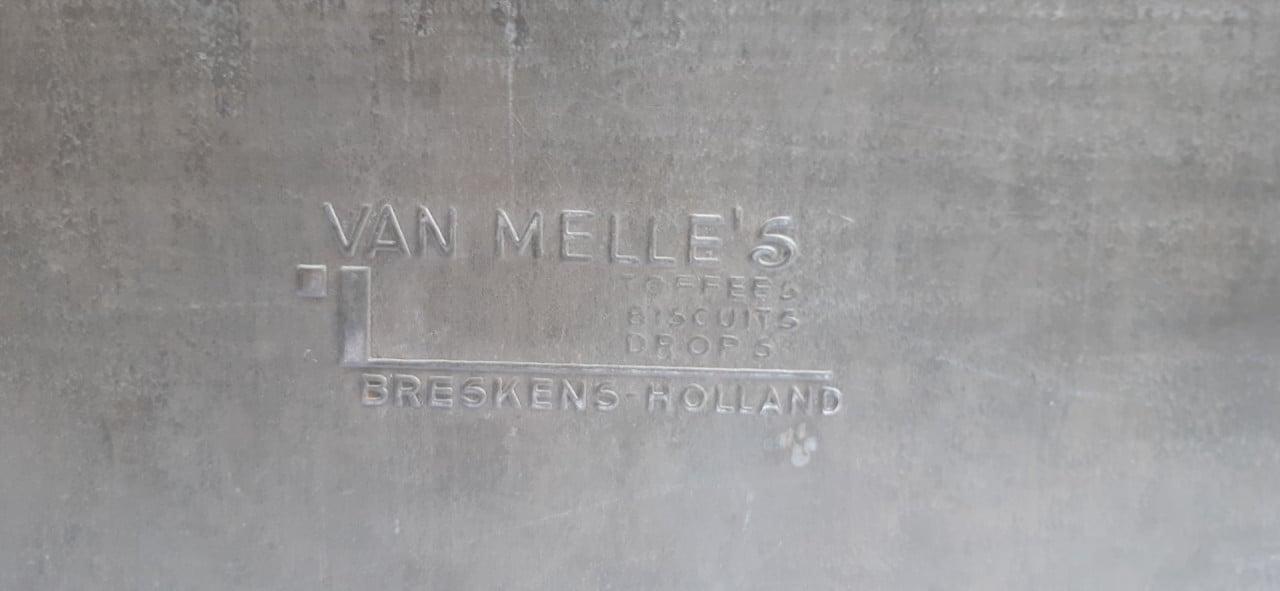 VAN MELLE'S
TOFFEES
BISCUITS
DROPS
BRESKENS-HOLLAND